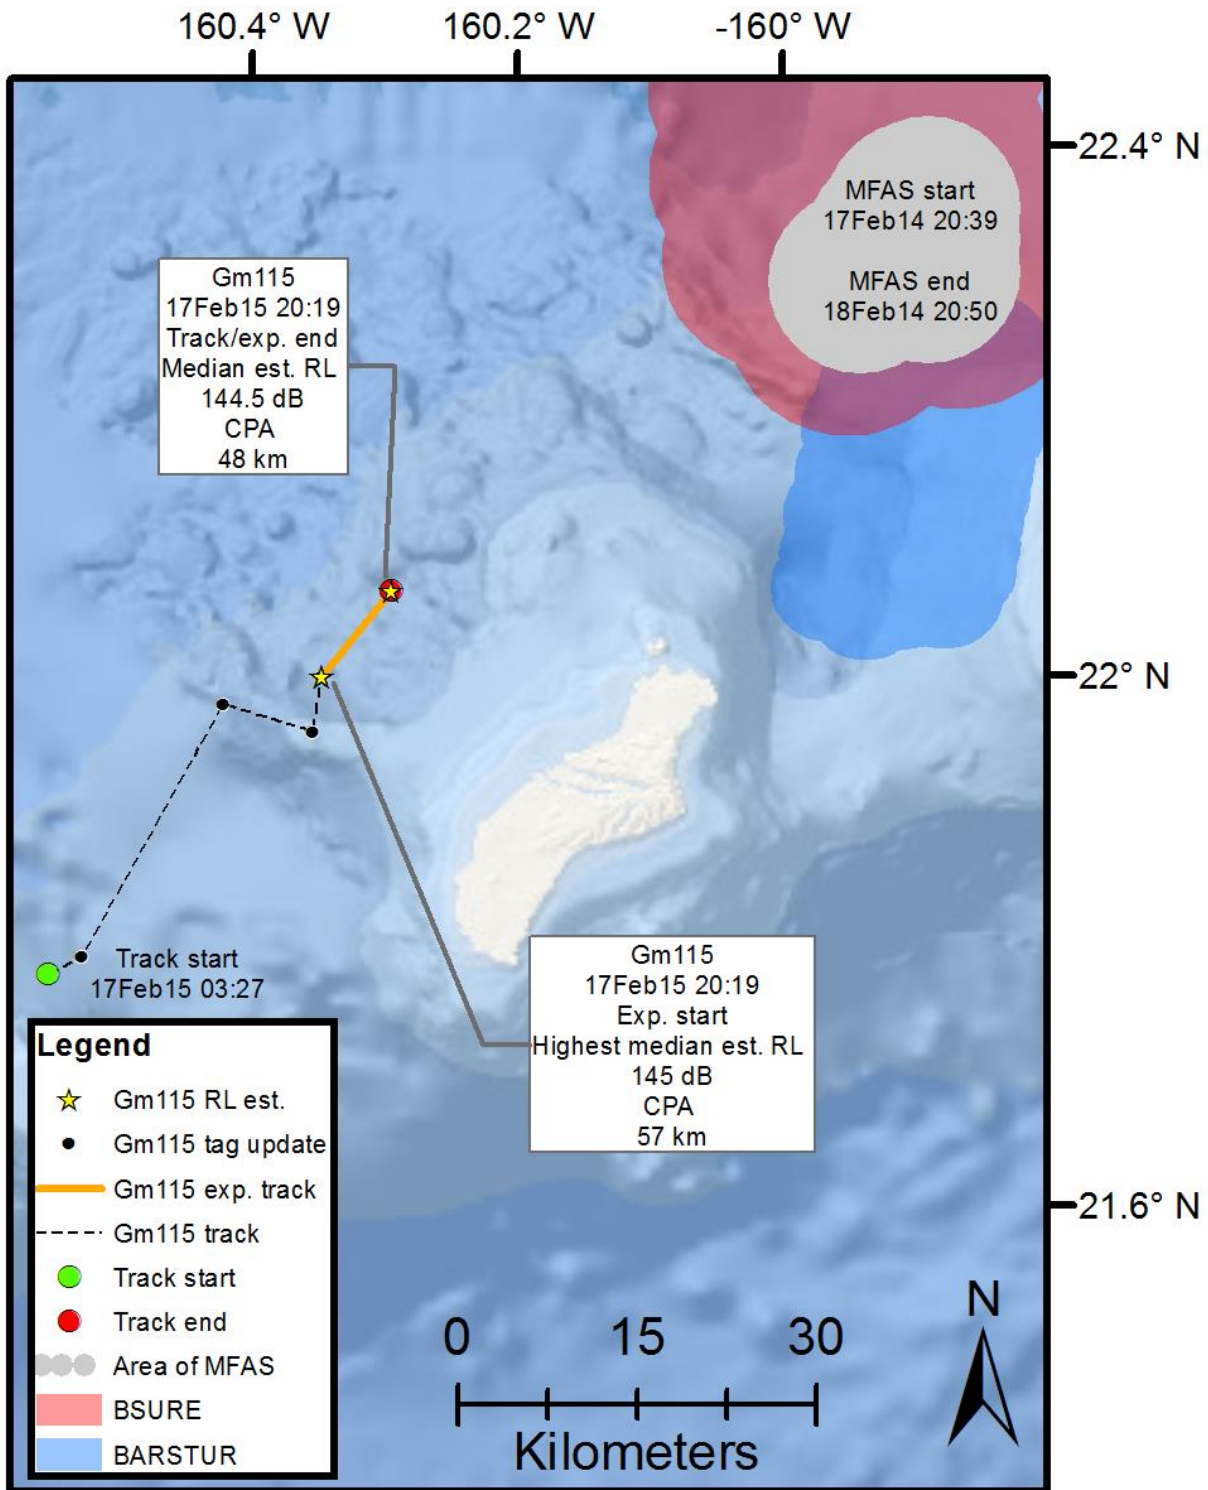 160.4° W
160.2° W
-160° W
22.4° N
MFAS start
17Feb14 20:39
MFAS end
18Feb14 20:50
Gm115
17Feb15 20:19
Track/exp. end
Median est. RL
144.5 dB
CPA
48 km
22° N
Track start
17Feb15 03:27
Gm115
17Feb15 20:19
Exp. start
Highest median est. RL
145 dB
CPA
57 km
21.6° N
Legend
Gm115 RL est.
Gm115 tag update
Gm115 exp. track
Gm115 track
Track start
Track end
Area of MFAS
BSURE
BARSTUR
0 15 30
Kilometers
N